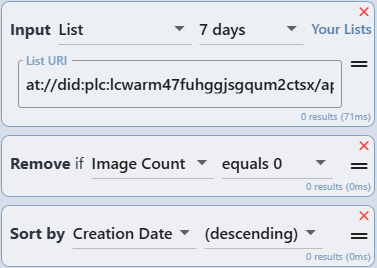 Input List 7 days Your Lists
List URI
at://did:plc:lcwarm47fuhggjsgqum2ctsx/ap
0 results (71ms)
Remove if Image Count equals 0
0 results (0ms)
Sort by Creation Date (descending)
0 results (0ms)